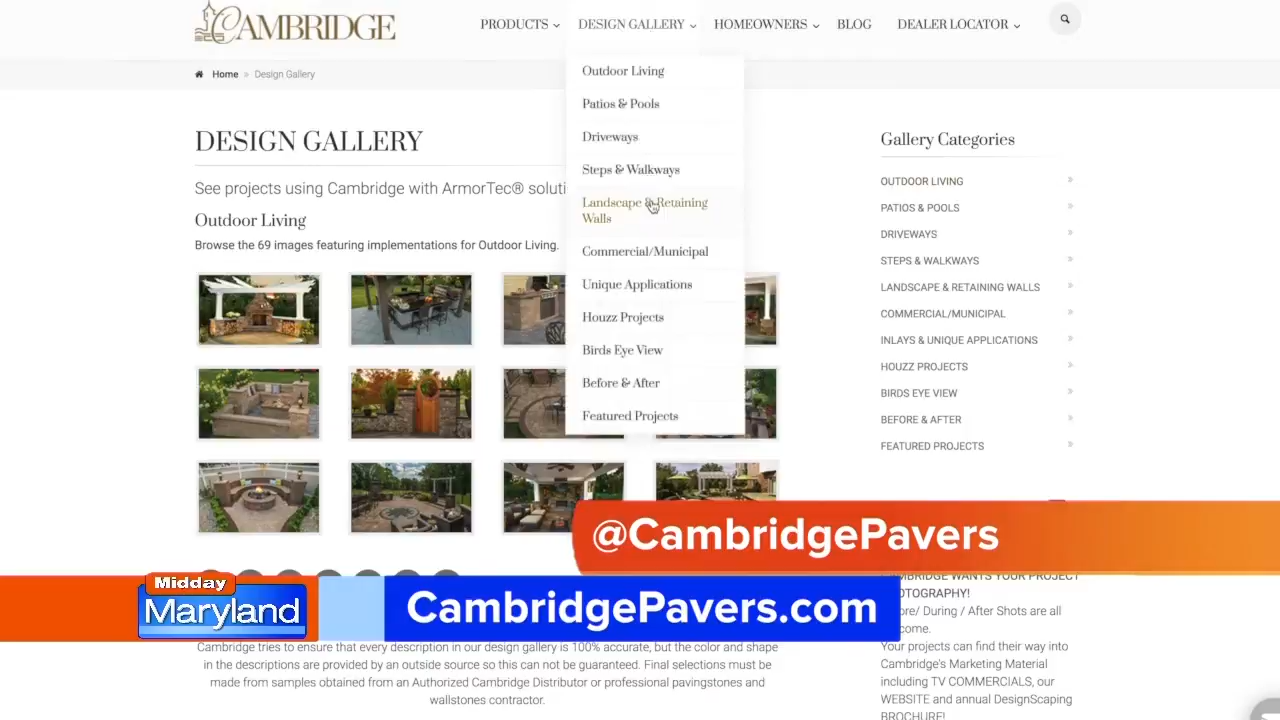 CAMBRIDGE
PRODUCTS
DESIGN GALLERY
HOMEOWNERS
BLOG
DEALER LOCATOR
Home » Design Gallery
Outdoor Living
Patios & Pools
Driveways
Steps & Walkways
Landscape & Retaining
Walls
Commercial/Municipal
Unique Applications
Houzz Projects
Birds Eye View
Before & After
Featured Projects
DESIGN GALLERY
See projects using Cambridge with ArmorTec®
Outdoor Living
Browse the 69 images featuring implementations for Outdoor Living.
Gallery Categories
OUTDOOR LIVING
PATIOS & POOLS
DRIVEWAYS
STEPS & WALKWAYS
LANDSCAPE & RETAINING WALLS
COMMERCIAL/MUNICIPAL
INLAYS & UNIQUE APPLICATIONS
HOUZZ PROJECTS
BIRDS EYE VIEW
BEFORE & AFTER
FEATURED PROJECTS
@CambridgePavers
Midday
Maryland
CambridgePavers.com
CAMBRIDGE WANTS YOUR PROJECT
During / After Shots are all
Your projects can find their way into
Cambridge's Marketing Material
including TV COMMERCIALS, our
WEBSITE and annual DesignScaping
BROCHURE!
Cambridge tries to ensure that every description in our design gallery is 100% accurate, but the color and shape
in the descriptions are provided by an outside source so this can not be guaranteed. Final selections must be
made from samples obtained from an Authorized Cambridge Distributor or professional pavingstones and
wallstones contractor.